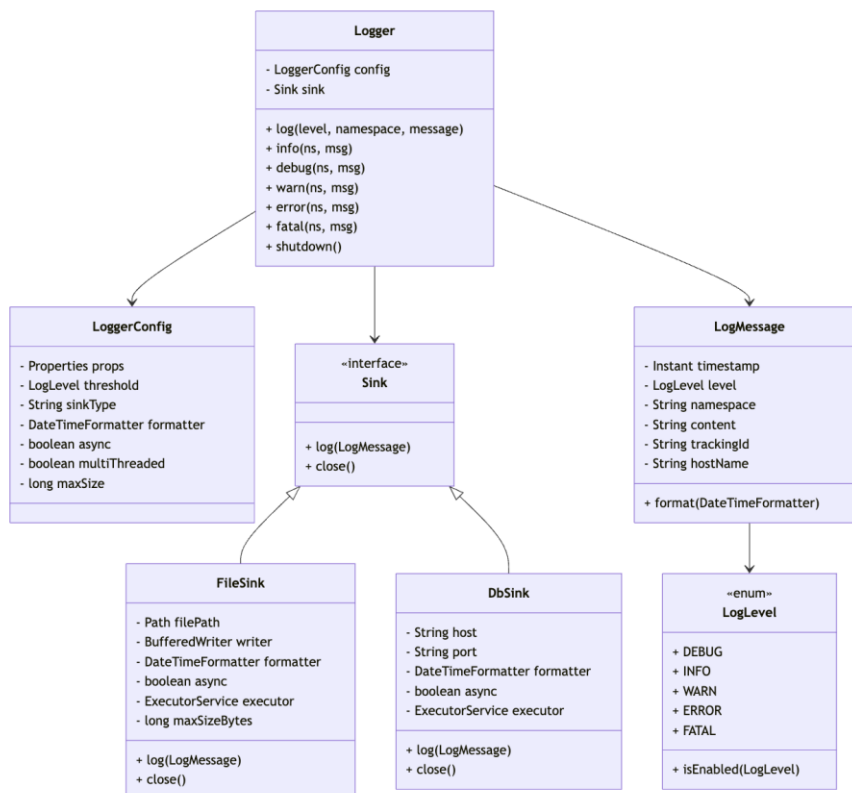 Logger
- LoggerConfig config
- Sink sink
+ log(level, namespace, message)
+ info(ns, msg)
+ debug(ns, msg)
+ warn(ns, msg)
+ error(ns, msg)
+ fatal(ns, msg)
+ shutdown()
LoggerConfig
- Properties props
- LogLevel threshold
- String sinkType
- DateTimeFormatter formatter
- boolean async
- boolean multiThreaded
- long maxSize
«interface»
Sink
+ log(LogMessage)
+ close()
LogMessage
- Instant timestamp
- LogLevel level
- String namespace
- String content
- String trackingId
- String hostName
+ format(DateTimeFormatter)
FileSink
- Path filePath
- BufferedWriter writer
- DateTimeFormatter formatter
- boolean async
- ExecutorService executor
- long maxSizeBytes
+ log(LogMessage)
+ close()
DbSink
- String host
- String port
- DateTimeFormatter formatter
- boolean async
- ExecutorService executor
+ log(LogMessage)
+ close()
«enum»
LogLevel
+ DEBUG
+ INFO
+ WARN
+ ERROR
+ FATAL
+ isEnabled(LogLevel)